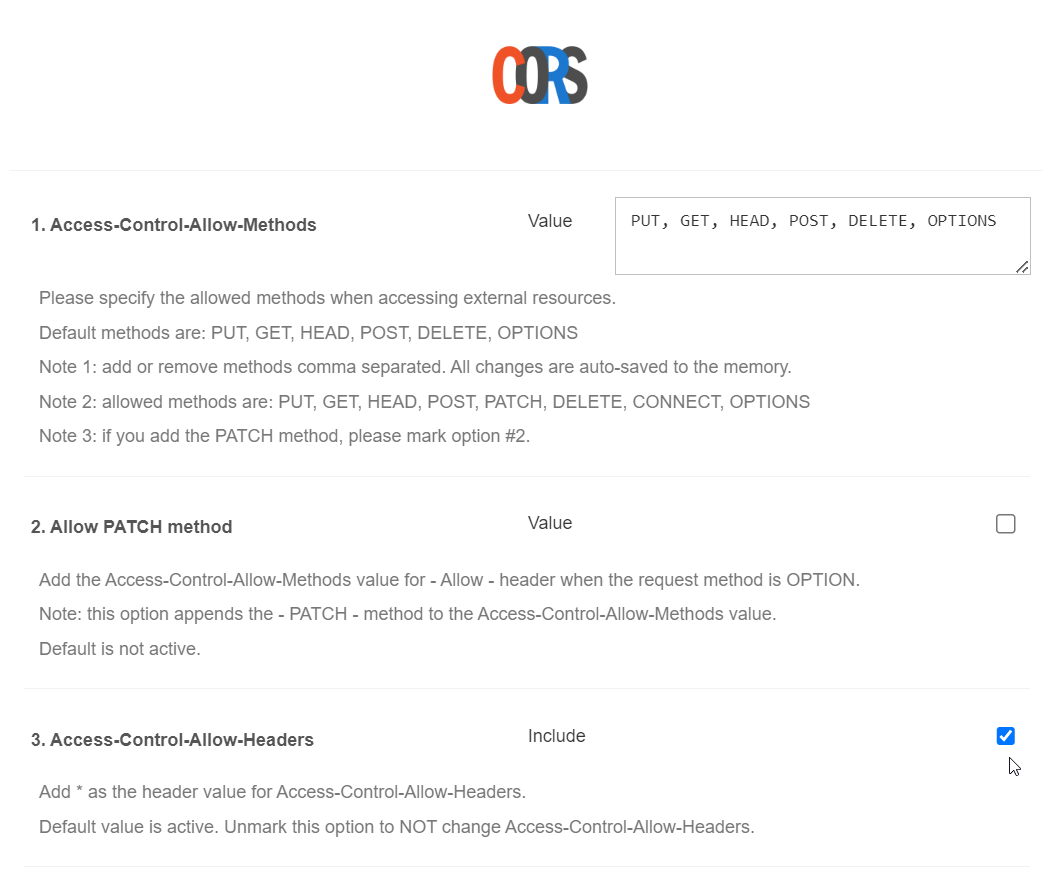 CORS
1. Access-Control-Allow-Methods
Value
PUT, GET, HEAD, POST, DELETE, OPTIONS
Please specify the allowed methods when accessing external resources.
Default methods are: PUT, GET, HEAD, POST, DELETE, OPTIONS
Note 1: add or remove methods comma separated. All changes are auto-saved to the memory.
Note 2: allowed methods are: PUT, GET, HEAD, POST, PATCH, DELETE, CONNECT, OPTIONS
Note 3: if you add the PATCH method, please mark option #2.
2. Allow PATCH method
Value
Add the Access-Control-Allow-Methods value for - Allow - header when the request method is OPTION.
Note: this option appends the - PATCH - method to the Access-Control-Allow-Methods value.
Default is not active.
3. Access-Control-Allow-Headers
Include
Add * as the header value for Access-Control-Allow-Headers.
Default value is active. Unmark this option to NOT change Access-Control-Allow-Headers.